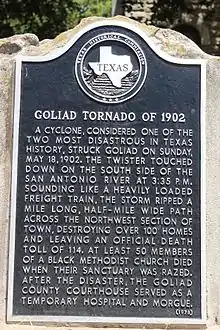 TEXAS HISTORICAL COMMISSION
TEXAS
GOLIAD TORNADO OF 1902
A CYCLONE, CONSIDERED ONE OF THE
TWO MOST DISASTROUS IN TEXAS
HISTORY, STRUCK GOLIAD ON SUNDAY,
MAY 18, 1902. THE TWISTER TOUCHED
DOWN ON THE SOUTH SIDE OF THE
SAN ANTONIO RIVER AT 3:35 P.M.
SOUNDING LIKE A HEAVILY LOADED
FREIGHT TRAIN, THE STORM RIPPED A
MILE LONG, HALF-MILE WIDE PATH
ACROSS THE NORTHWEST SECTION OF
TOWN, DESTROYING OVER 100 HOMES
AND LEAVING AN OFFICIAL DEATH
TOLL OF 114. AT LEAST 50 MEMBERS
OF A BLACK METHODIST CHURCH DIED
WHEN THEIR SANCTUARY WAS RAZED.
AFTER THE DISASTER, THE GOLIAD
COUNTY COURTHOUSE SERVED AS A
TEMPORARY HOSPITAL AND MORGUE.